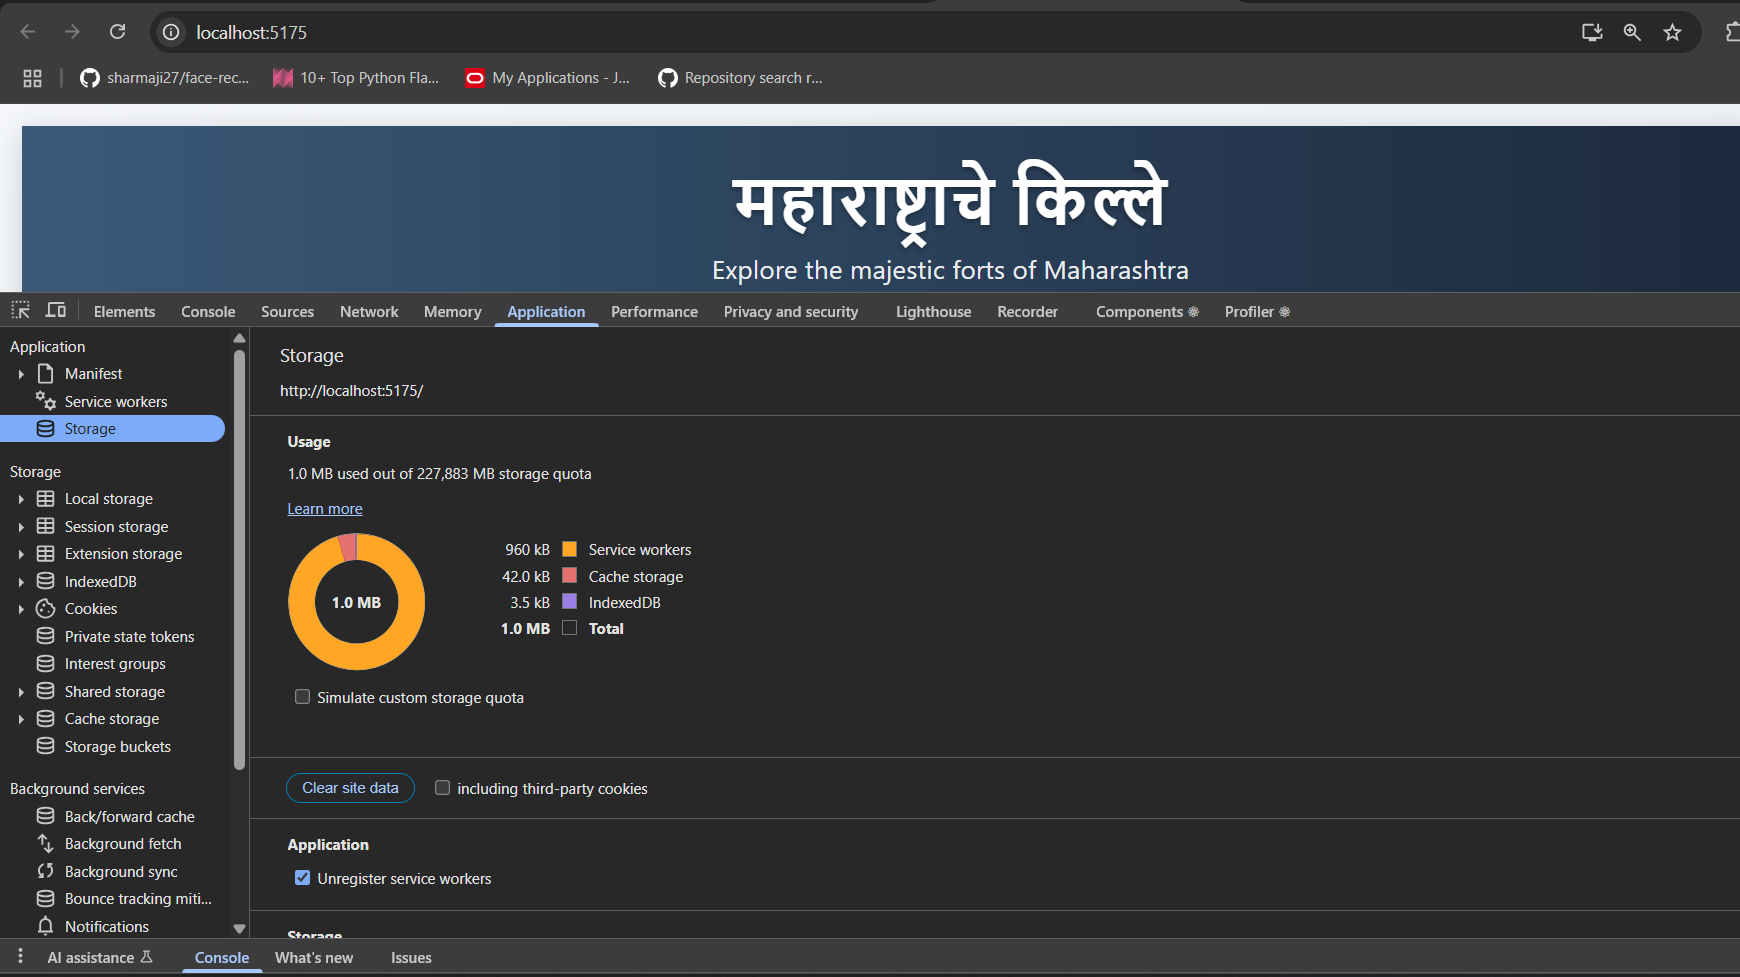 localhost:5175
sharmaji27/face-rec...
10+ Top Python Fla...
My Applications - J...
Repository search r...
महाराष्ट्राचे किल्ले
Explore the majestic forts of Maharashtra
Elements
Console
Sources
Network
Memory
Application
Performance
Privacy and security
Lighthouse
Recorder
Components
Profiler
Application
Manifest
Service workers
Storage
Storage
Local storage
Session storage
Extension storage
IndexedDB
Cookies
Private state tokens
Interest groups
Shared storage
Cache storage
Storage buckets
Background services
Back/forward cache
Background fetch
Background sync
Bounce tracking miti...
Notifications
Storage
http://localhost:5175/
Usage
1.0 MB used out of 227,883 MB storage quota
Learn more
1.0 MB
960 kB Service workers
42.0 kB Cache storage
3.5 kB IndexedDB
1.0 MB Total
Simulate custom storage quota
Clear site data
including third-party cookies
Application
Unregister service workers
Storage
AI assistance
Console
What's new
Issues